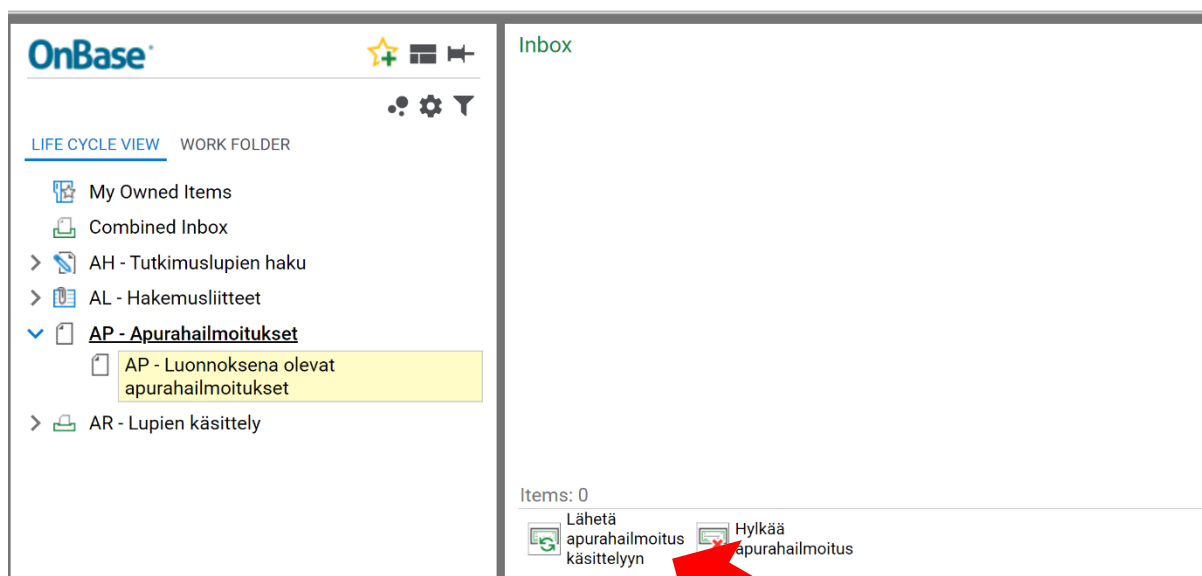 OnBase
LIFE CYCLE VIEW WORK FOLDER
My Owned Items
Combined Inbox
AH - Tutkimuslupien haku
AL - Hakemusliitteet
AP - Apurahailmoitukset
AP - Luonnoksena olevat
apurahailmoitukset
AR - Lupien käsittely
Inbox
Items: 0
Lähetä
apurahailmoitus
käsittelyyn
Hylkää
apurahailmoitus